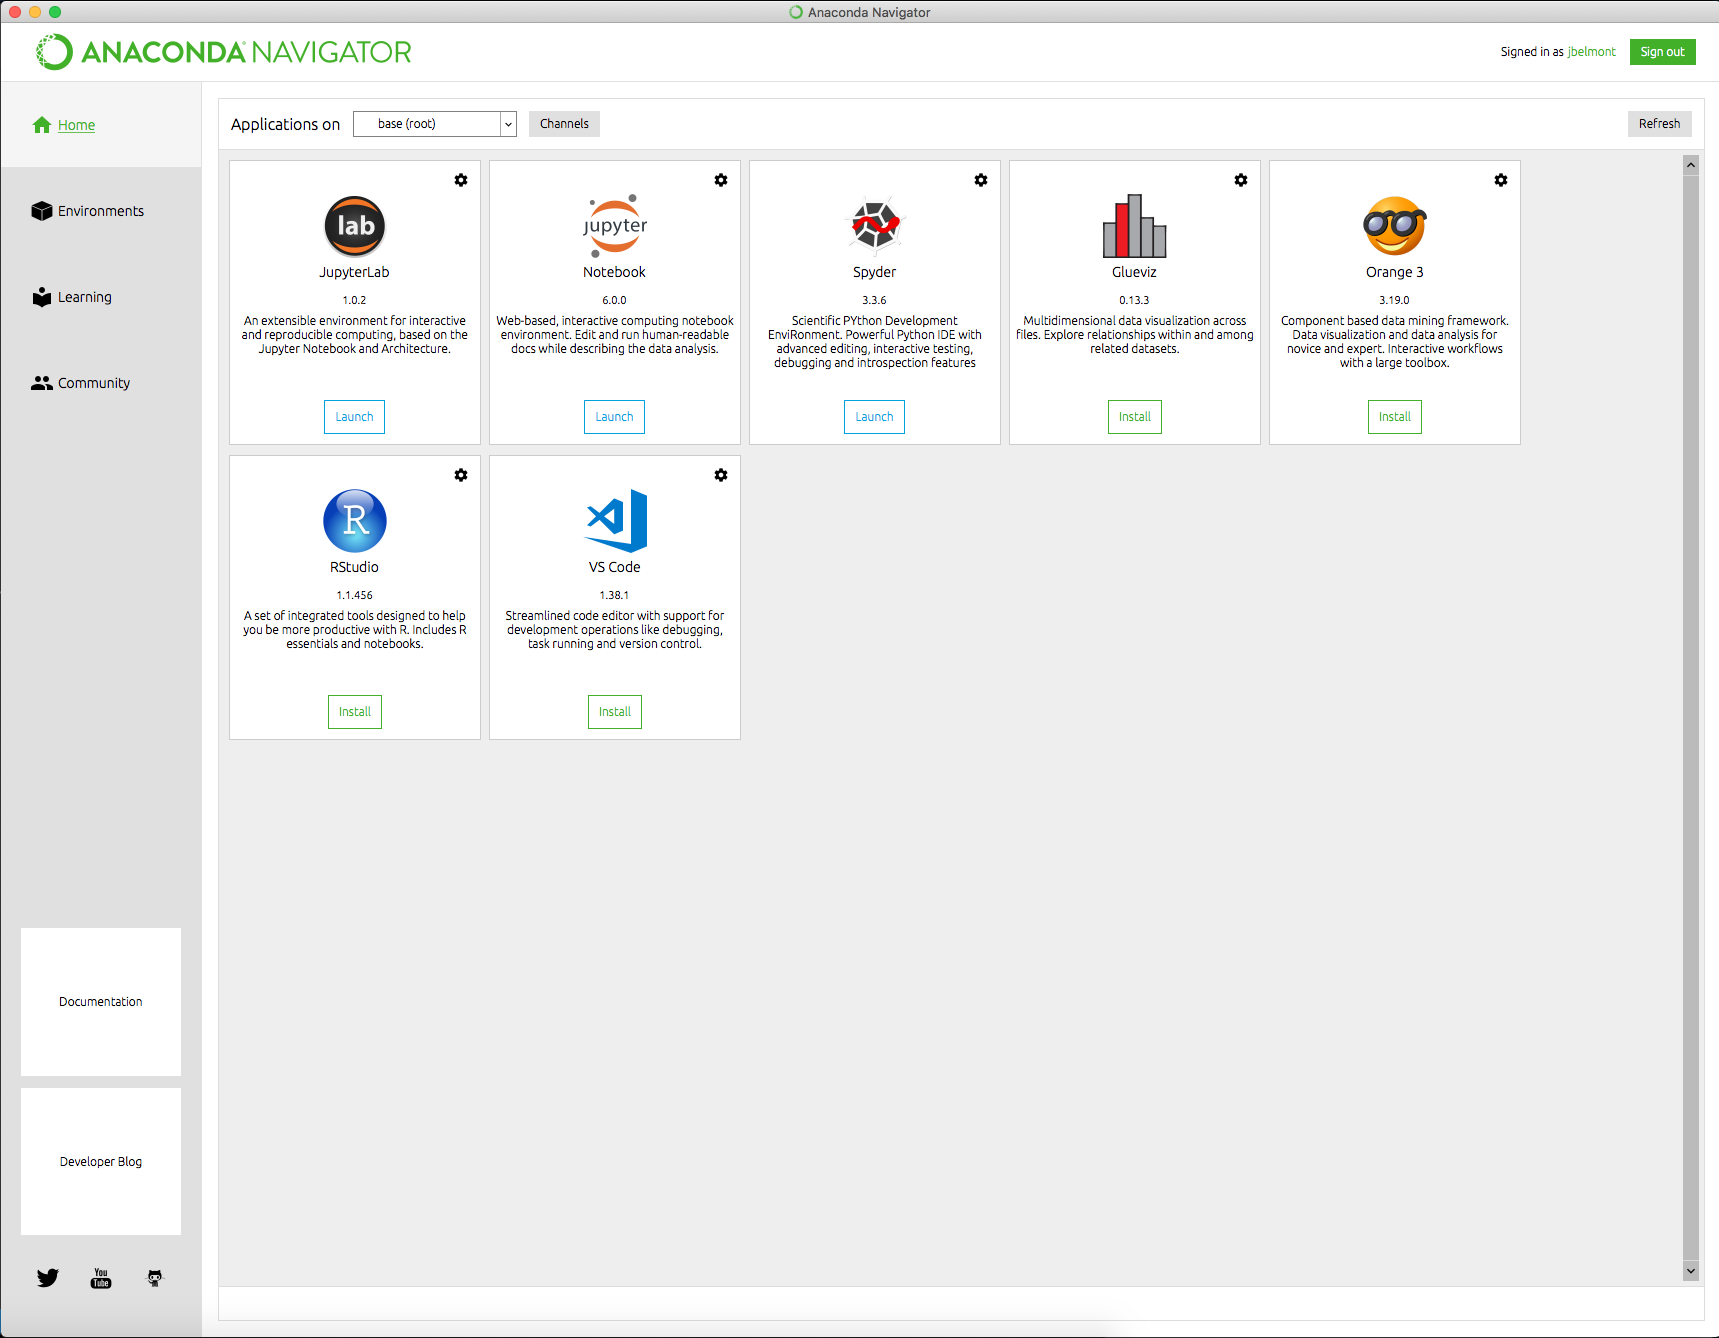 Anaconda Navigator
ANACONDA NAVIGATOR
Signed in as jbelmont
Sign out
Home
Environments
Learning
Community
Documentation
Developer Blog
You
Tube
Applications on
base (root)
Channels
Refresh
lab
JupyterLab
1.0.2
An extensible environment for interactive
and reproducible computing, based on the
Jupyter Notebook and Architecture.
Launch
jupyter
Notebook
6.0.0
Web-based, interactive computing notebook
environment. Edit and run human-readable
docs while describing the data analysis.
Launch
Spyder
3.3.6
Scientific PYthon Development
EnviRonment. Powerful Python IDE with
advanced editing, interactive testing,
debugging and introspection features
Launch
Glueviz
0.13.3
Multidimensional data visualization across
files. Explore relationships within and among
related datasets.
Install
Orange 3
3.19.0
Component based data mining framework.
Data visualization and data analysis for
novice and expert. Interactive workflows
with a large toolbox.
Install
R
RStudio
1.1.456
A set of integrated tools designed to help
you be more productive with R. Includes R
essentials and notebooks.
Install
VS Code
1.38.1
Streamlined code editor with support for
development operations like debugging,
task running and version control.
Install